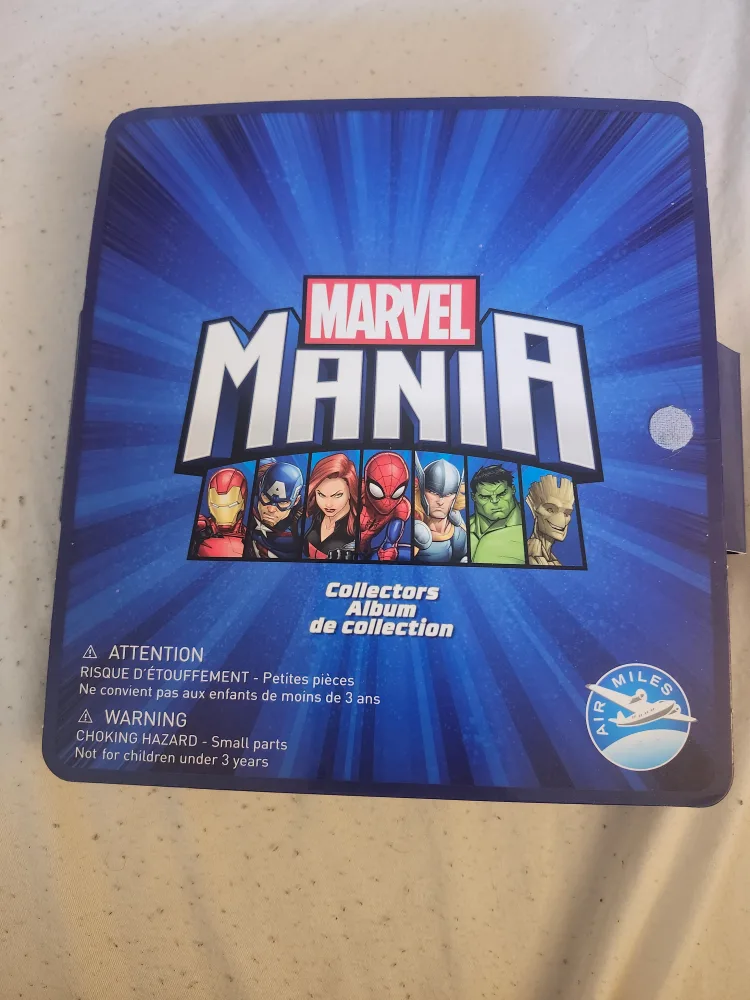 MARVEL
MANIA
Collectors
Album
de collection
⚠ ATTENTION
RISQUE D'ÉTOUFFEMENT - Petites pièces
Ne convient pas aux enfants de moins de 3 ans
⚠ WARNING
CHOKING HAZARD - Small parts
Not for children under 3 years
AIR MILES